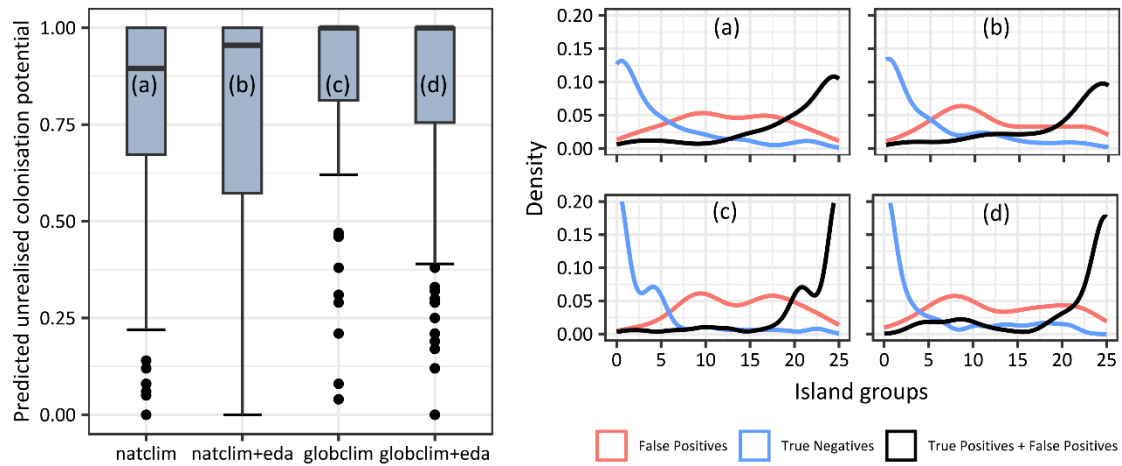 Predicted unrealised colonisation potential
1.00
0.75
0.50
0.25
0.00
(a)
(b)
(c)
(d)
natclim
natclim+eda
globclim
globclim+eda
Density
0.20
0.15
0.10
0.05
0.00
(a)
(b)
0.20
0.15
0.10
0.05
0.00
(c)
(d)
0 5 10 15 20 25
0 5 10 15 20 25
Island groups
False Positives
True Negatives
True Positives + False Positives